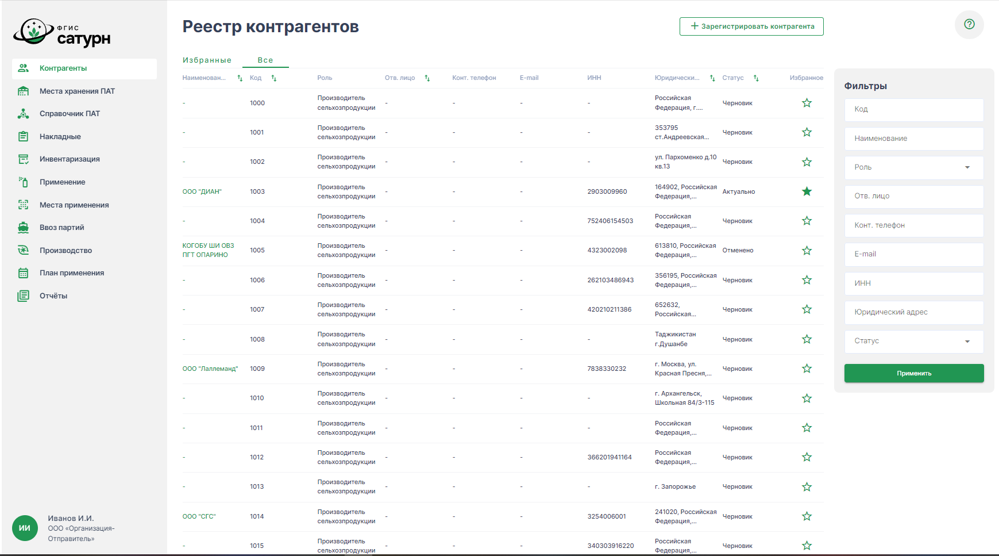 ФГИС
сатурн
Контрагенты
Места хранения ПАТ
Справочник ПАТ
Накладные
Инвентаризация
Применение
Места применения
Ввоз партий
Производство
План применения
Отчёты
ИИ
Иванов И.И.
ООО «Организация-
Отправитель»
Реестр контрагентов
+ Зарегистрировать контрагента
Избранные Все
Наименован... Код Роль Отв. лицо Конт. телефон E-mail ИНН Юридически... Статус Избранное
- 1000 Производитель сельхозпродукции - - - - Российская Федерация, г.... Черновик
- 1001 Производитель сельхозпродукции - - - - 353795 ст.Андреевская... Черновик
- 1002 Производитель сельхозпродукции - - - - ул. Пархоменко д.10 кв.13 Черновик
ООО "ДИАН" 1003 Производитель сельхозпродукции - - - 2903009960 164902, Российская Федерация,... Актуально
- 1004 Производитель сельхозпродукции - - - 752406154503 Российская Федерация,... Черновик
КОГОБУ ШИ ОВЗ ПГТ ОПАРИНО 1005 Производитель сельхозпродукции - - - 4323002098 613810, Российская Федерация,... Отменено
- 1006 Производитель сельхозпродукции - - - 262103486943 356195, Российская Федерация,... Черновик
- 1007 Производитель сельхозпродукции - - - 420210211386 652632, Российская... Черновик
- 1008 Производитель сельхозпродукции - - - - Таджикистан г.Душанбе Черновик
ООО "Лаллеманд" 1009 Производитель сельхозпродукции - - - 7838330232 г. Москва, ул. Красная Пресня,... Черновик
- 1010 Производитель сельхозпродукции - - - г. Архангельск, Школьная 84/3-115 Черновик
- 1011 Производитель сельхозпродукции - - - - Российская Федерация,... Черновик
- 1012 Производитель сельхозпродукции - - - 366201941164 Российская Федерация,... Черновик
- 1013 Производитель сельхозпродукции - - - - г. Запорожье Черновик
ООО "СГС" 1014 Производитель сельхозпродукции - - - 3254006001 241020, Российская Федерация,... Черновик
- 1015 Производитель сельхозпродукции - - - 340303916220 Российская Федерация,... Черновик
Фильтры
Код
Наименование
Роль
Отв. лицо
Конт. телефон
E-mail
ИНН
Юридический адрес
Статус
Применить